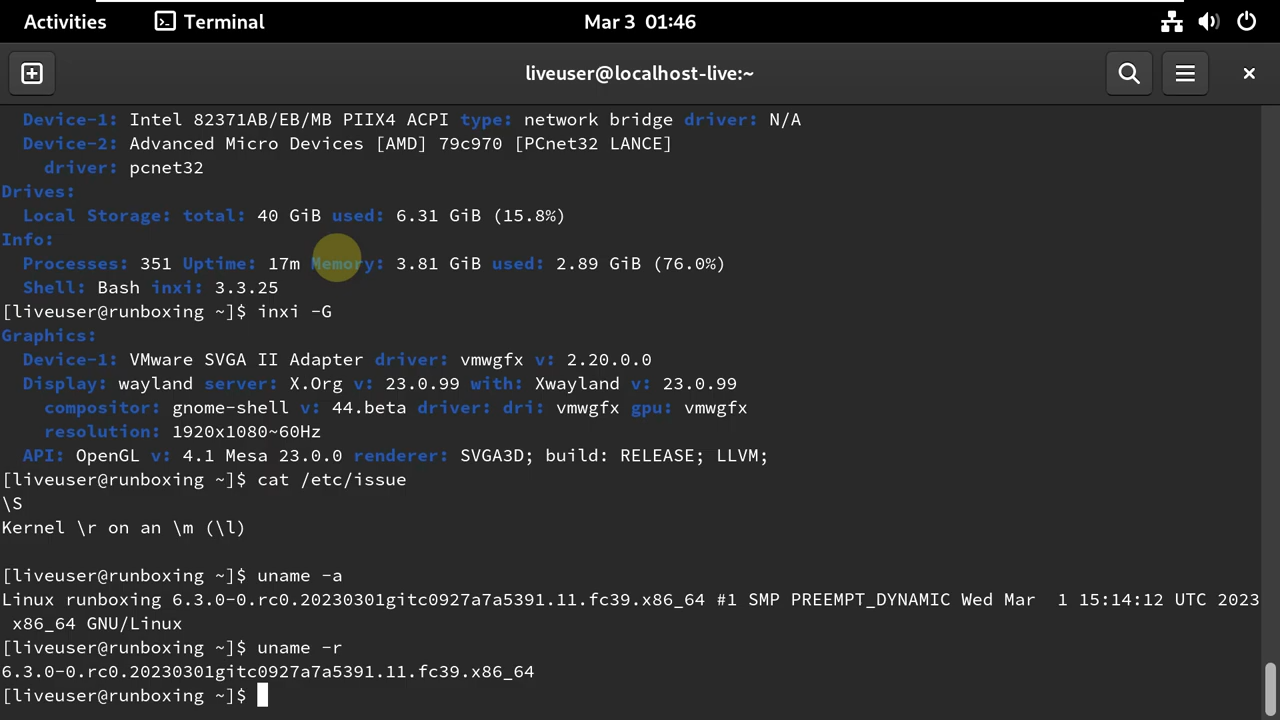 Activities Terminal Mar 3 01:46
liveuser@localhost-live:~
Device-1: Intel 82371AB/EB/MB PIIX4 ACPI type: network bridge driver: N/A
Device-2: Advanced Micro Devices [AMD] 79c970 [PCnet32 LANCE]
driver: pcnet32
Drives:
Local Storage: total: 40 GiB used: 6.31 GiB (15.8%)
Info:
Processes: 351 Uptime: 17m Memory: 3.81 GiB used: 2.89 GiB (76.0%)
Shell: Bash inxi: 3.3.25
[liveuser@runboxing ~]$ inxi -G
Graphics:
Device-1: VMware SVGA II Adapter driver: vmwgfx v: 2.20.0.0
Display: wayland server: X.Org v: 23.0.99 with: Xwayland v: 23.0.99
compositor: gnome-shell v: 44.beta driver: dri: vmwgfx gpu: vmwgfx
resolution: 1920x1080~60Hz
API: OpenGL v: 4.1 Mesa 23.0.0 renderer: SVGA3D; build: RELEASE; LLVM;
[liveuser@runboxing ~]$ cat /etc/issue
\S
Kernel \r on an \m (\l)
[liveuser@runboxing ~]$ uname -a
Linux runboxing 6.3.0-0.rc0.20230301gitc0927a7a5391.11.fc39.x86_64 #1 SMP PREEMPT_DYNAMIC Wed Mar  1 15:14:12 UTC 2023
x86_64 GNU/Linux
[liveuser@runboxing ~]$ uname -r
6.3.0-0.rc0.20230301gitc0927a7a5391.11.fc39.x86_64
[liveuser@runboxing ~]$